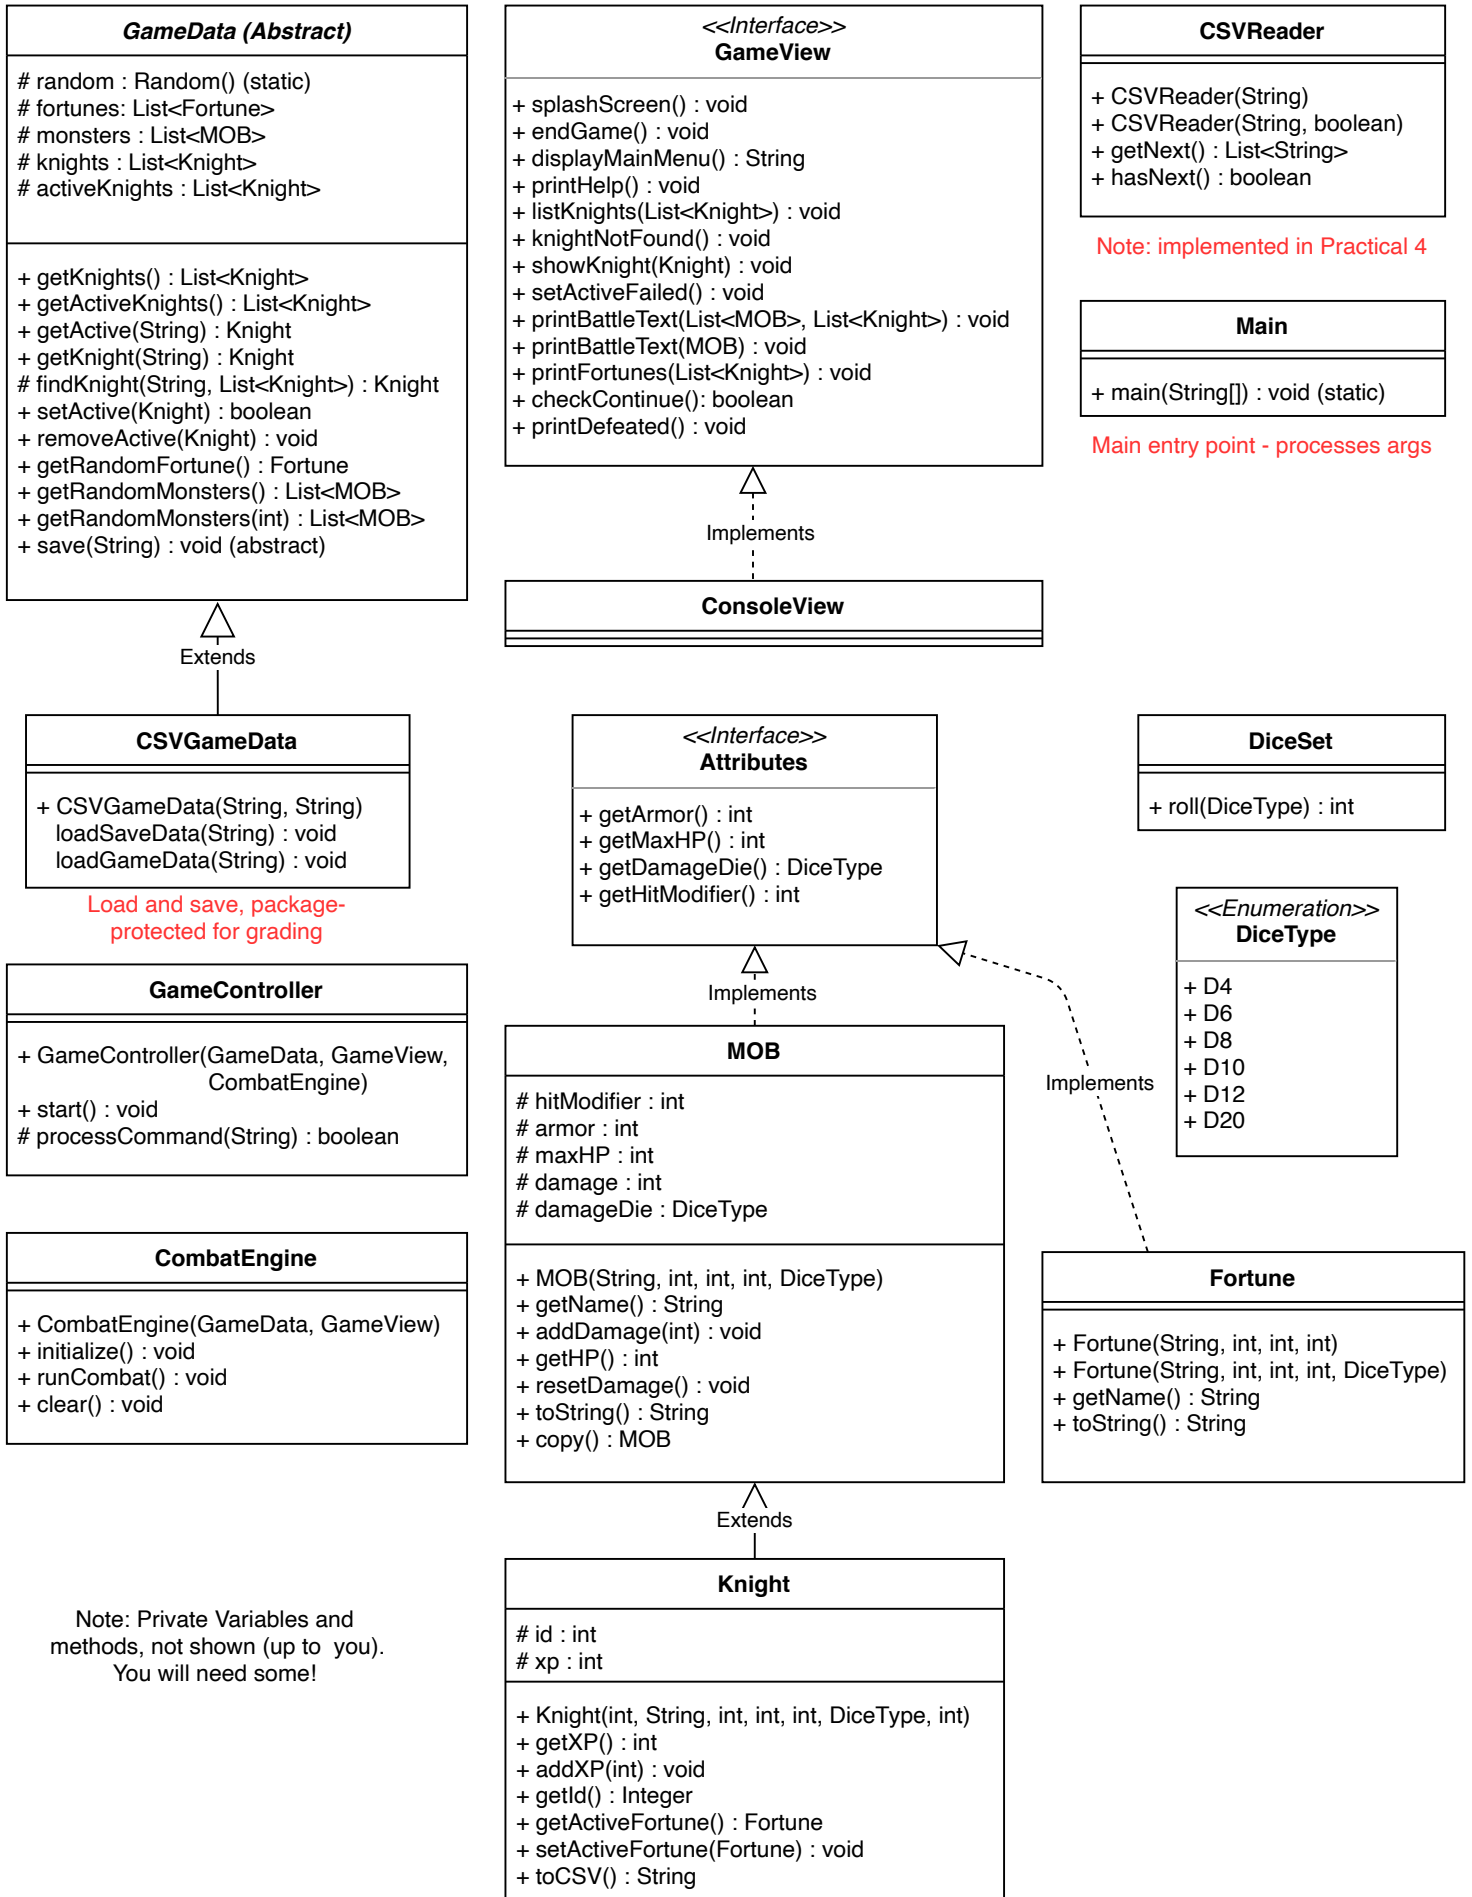 GameData (Abstract)
# random : Random() (static)
# fortunes: List<Fortune>
# monsters : List<MOB>
# knights : List<Knight>
# activeKnights : List<Knight>
+ getKnights() : List<Knight>
+ getActiveKnights() : List<Knight>
+ getActive(String) : Knight
+ getKnight(String) : Knight
# findKnight(String, List<Knight>) : Knight
+ setActive(Knight) : boolean
+ removeActive(Knight) : void
+ getRandomFortune() : Fortune
+ getRandomMonsters() : List<MOB>
+ getRandomMonsters(int) : List<MOB>
+ save(String) : void (abstract)
Extends
CSVGameData
+ CSVGameData(String, String)
loadSaveData(String) : void
loadGameData(String) : void
Load and save, package-
protected for grading
GameController
+ GameController(GameData, GameView,
CombatEngine)
+ start() : void
# processCommand(String) : boolean
CombatEngine
+ CombatEngine(GameData, GameView)
+ initialize() : void
+ runCombat() : void
+ clear() : void
Note: Private Variables and
methods, not shown (up to you).
You will need some!
<<Interface>>
GameView
+ splashScreen() : void
+ endGame() : void
+ displayMainMenu() : String
+ printHelp() : void
+ listKnights(List<Knight>) : void
+ knightNotFound() : void
+ showKnight(Knight) : void
+ setActiveFailed() : void
+ printBattleText(List<MOB>, List<Knight>) : void
+ printBattleText(MOB) : void
+ printFortunes(List<Knight>) : void
+ checkContinue(): boolean
+ printDefeated() : void
Implements
ConsoleView
<<Interface>>
Attributes
+ getArmor() : int
+ getMaxHP() : int
+ getDamageDie() : DiceType
+ getHitModifier() : int
Implements
MOB
# hitModifier : int
# armor : int
# maxHP : int
# damage : int
# damageDie : DiceType
+ MOB(String, int, int, int, DiceType)
+ getName() : String
+ addDamage(int) : void
+ getHP() : int
+ resetDamage() : void
+ toString() : String
+ copy() : MOB
Extends
Knight
# id : int
# xp : int
+ Knight(int, String, int, int, int, DiceType, int)
+ getXP() : int
+ addXP(int) : void
+ getId() : Integer
+ getActiveFortune() : Fortune
+ setActiveFortune(Fortune) : void
+ toCSV() : String
CSVReader
+ CSVReader(String)
+ CSVReader(String, boolean)
+ getNext() : List<String>
+ hasNext() : boolean
Note: implemented in Practical 4
Main
+ main(String[]) : void (static)
Main entry point - processes args
DiceSet
+ roll(DiceType) : int
<<Enumeration>>
DiceType
+ D4
+ D6
+ D8
+ D10
+ D12
+ D20
Implements
Fortune
+ Fortune(String, int, int, int)
+ Fortune(String, int, int, int, DiceType)
+ getName() : String
+ toString() : String